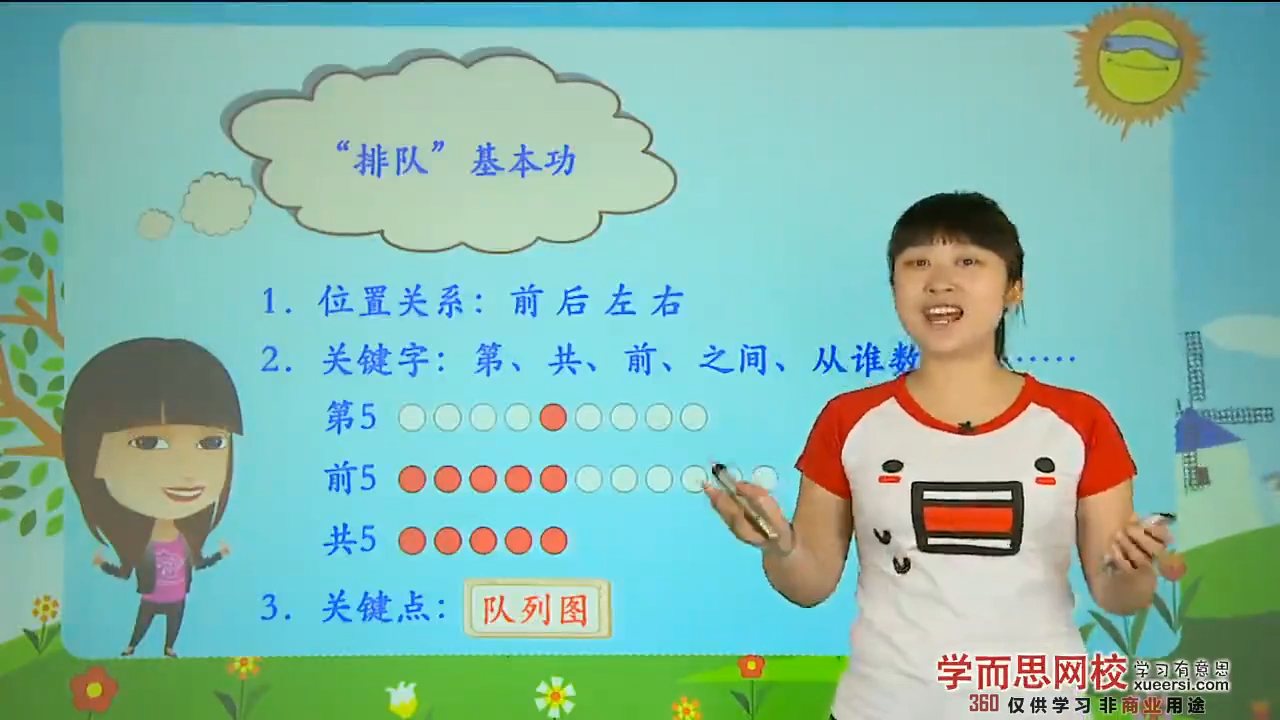 “排队”基本功
1. 位置关系：前 后 左 右
2. 关键字：第、共、前、之间、从谁数……
第5
前5
共5
3. 关键点：队列图
学而思网校 学习有意思
xueersi.com
360 仅供学习 非商业用途